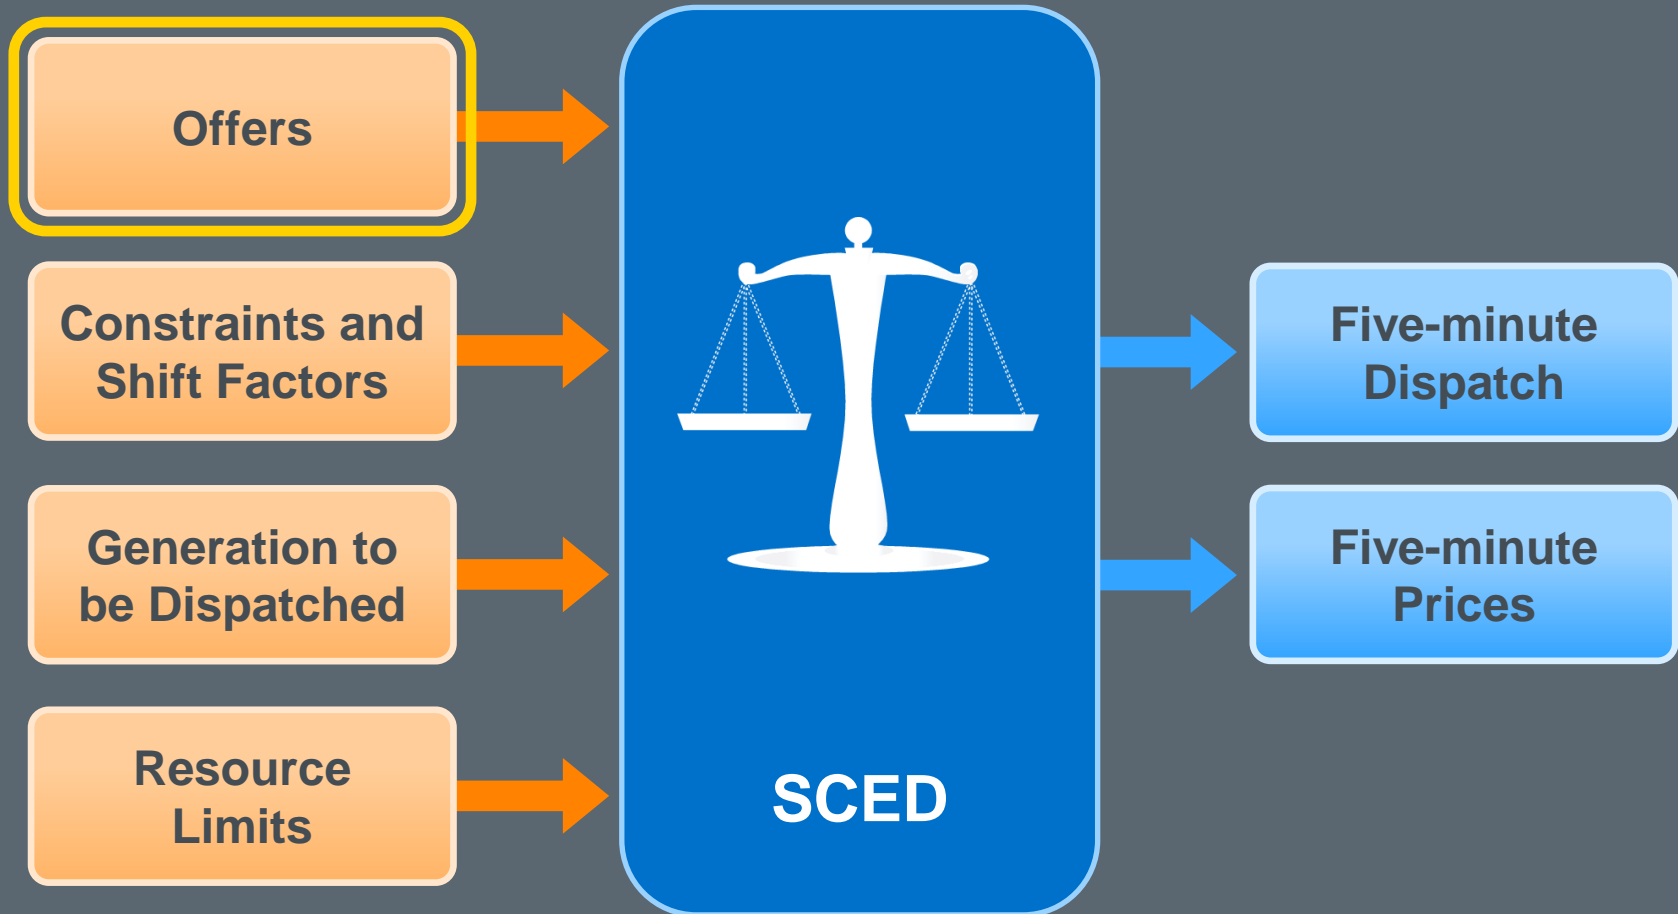 Offers
Constraints and
Shift Factors
Generation to
be Dispatched
Resource
Limits
SCED
Five-minute
Dispatch
Five-minute
Prices